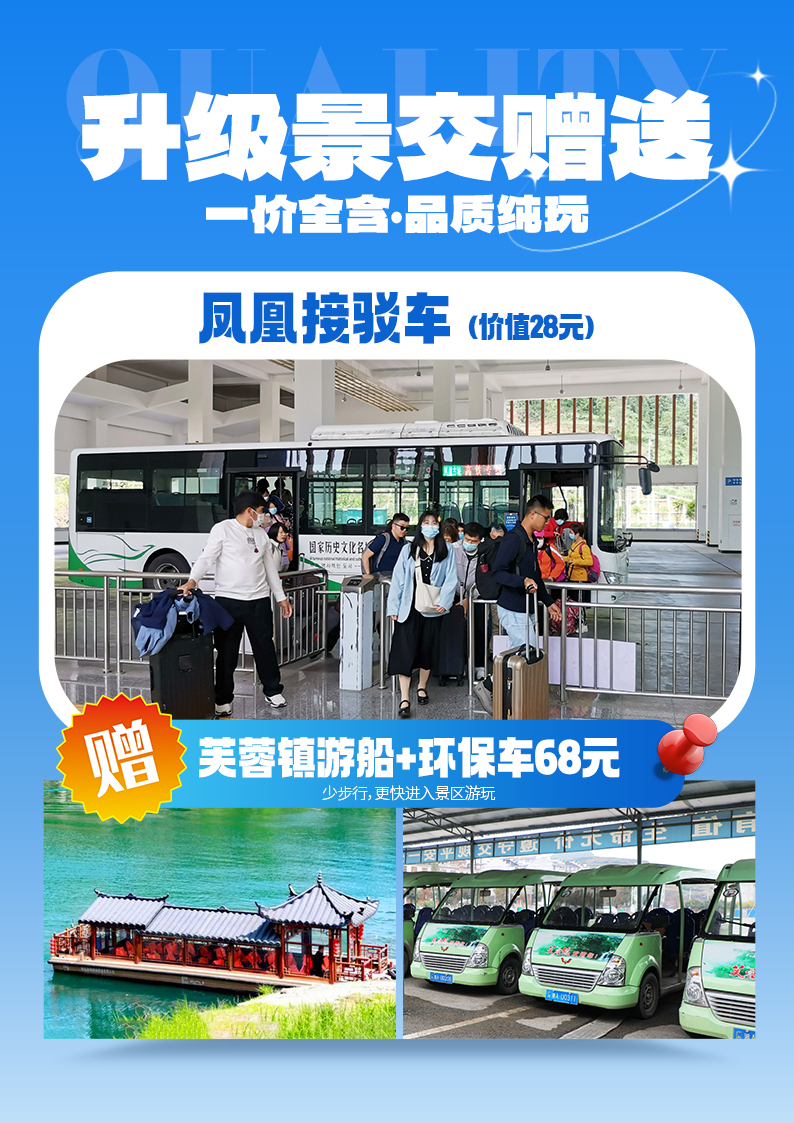 QUALITY
升级景交赠送
一价全含·品质纯玩
凤凰接驳车（价值28元）
国家历史文化名
赠
芙蓉镇游船+环保车68元
少步行,更快进入景区游玩